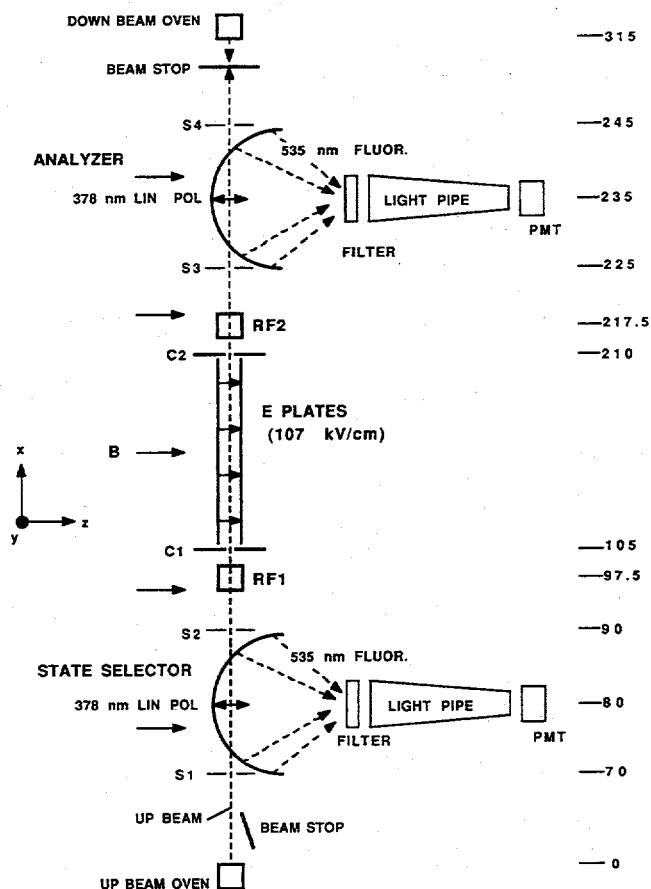 DOWN BEAM OVEN
315
BEAM STOP
S4
245
535 nm FLUOR.
ANALYZER
378 nm LIN POL
LIGHT PIPE
235
PMT
FILTER
S3
225
RF2
217.5
C2
210
E PLATES
(107 kV/cm)
B
x
z
y
C1
105
RF1
97.5
S2
90
535 nm FLUOR.
STATE SELECTOR
378 nm LIN POL
LIGHT PIPE
80
PMT
FILTER
S1
70
UP BEAM
BEAM STOP
0
UP BEAM OVEN